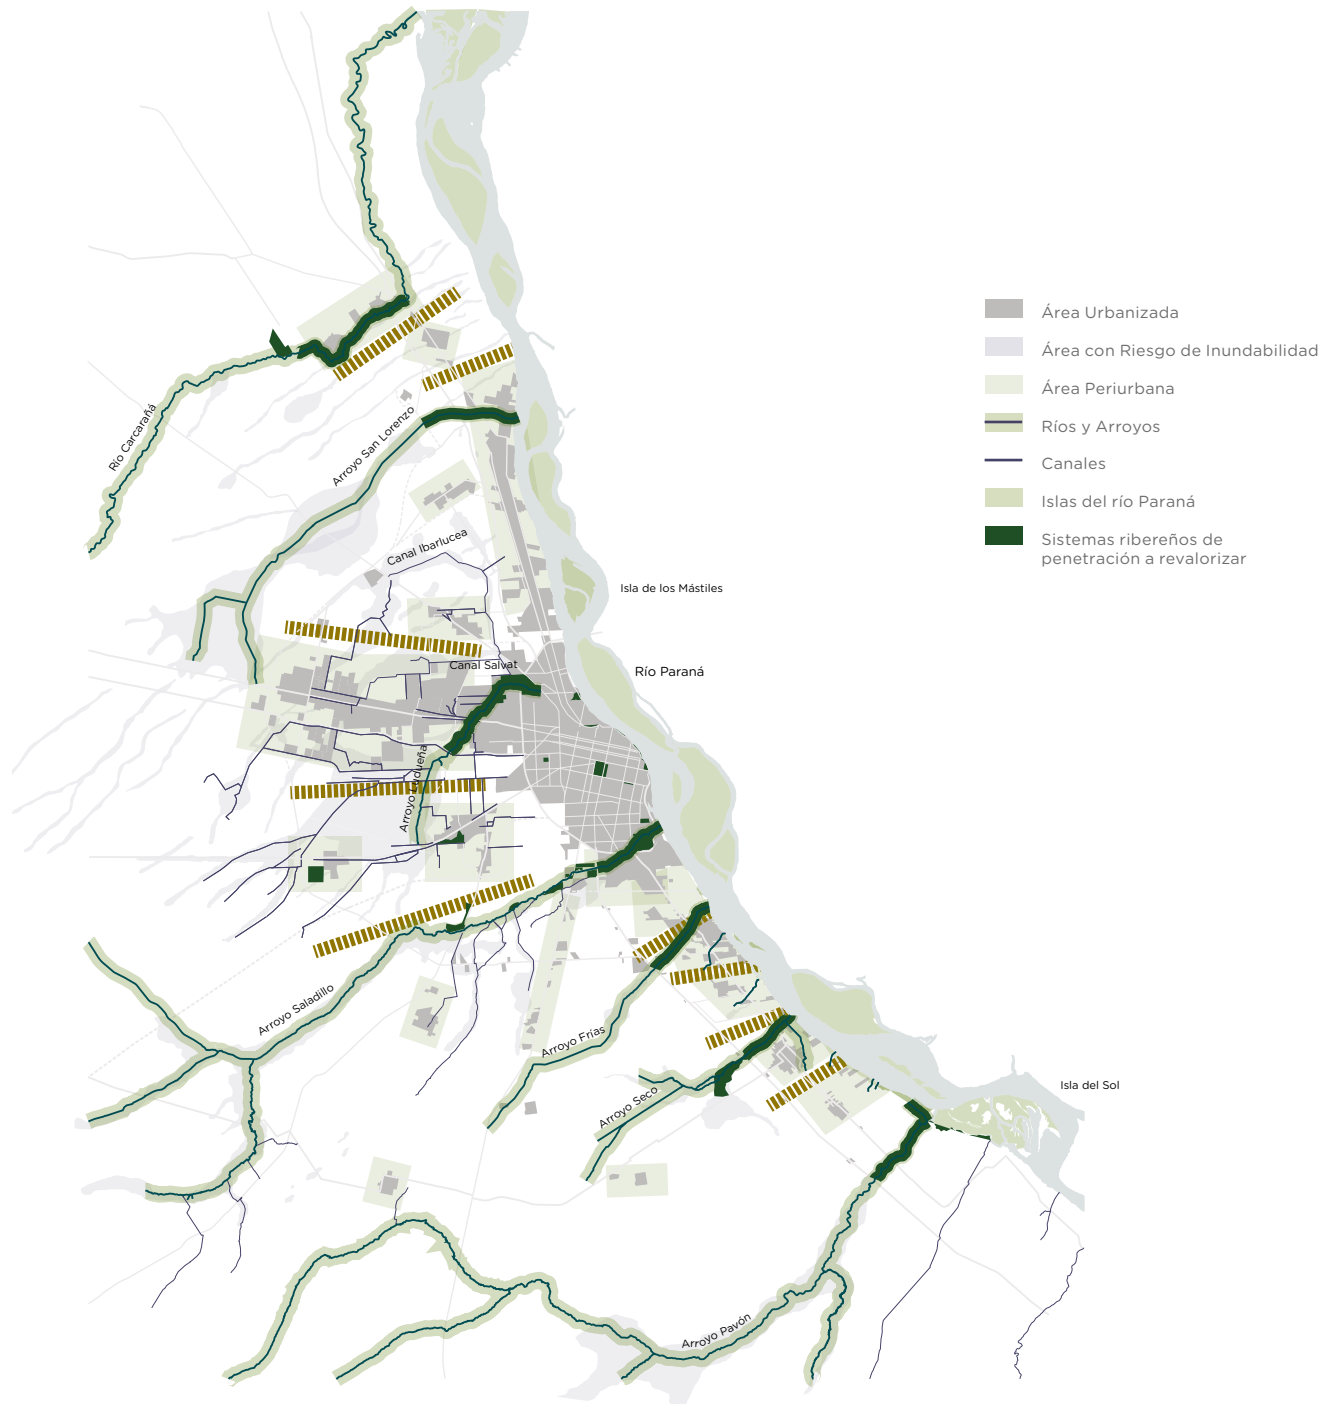 Área Urbanizada
Área con Riesgo de Inundabilidad
Área Periurbana
Ríos y Arroyos
Canales
Islas del río Paraná
Sistemas ribereños de
penetración a revalorizar
Río Carcarañá
Arroyo San Lorenzo
Canal Ibarlucea
Isla de los Mástiles
Canal Salvat
Río Paraná
Arroyo Ludueña
Arroyo Saladillo
Arroyo Frías
Arroyo Seco
Isla del Sol
Arroyo Pavón